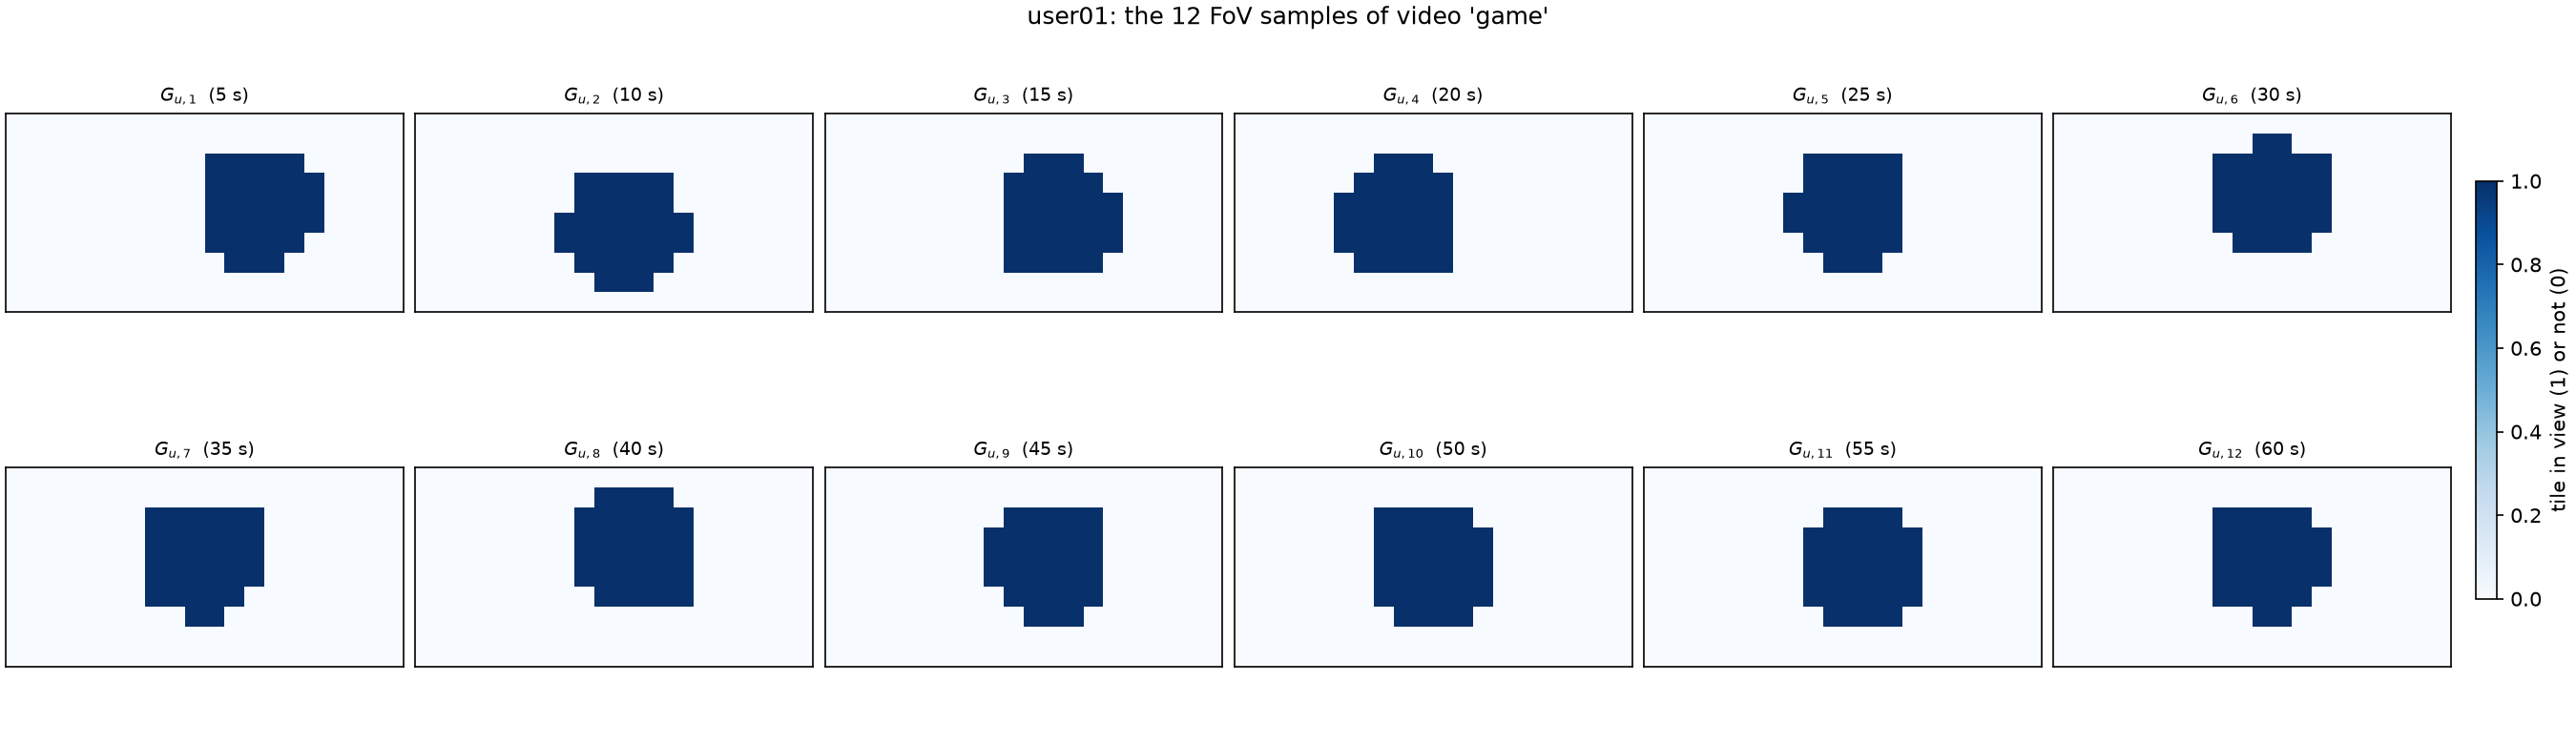 user01: the 12 FoV samples of video 'game'
G_{u,1} (5 s)
G_{u,2} (10 s)
G_{u,3} (15 s)
G_{u,4} (20 s)
G_{u,5} (25 s)
G_{u,6} (30 s)
G_{u,7} (35 s)
G_{u,8} (40 s)
G_{u,9} (45 s)
G_{u,10} (50 s)
G_{u,11} (55 s)
G_{u,12} (60 s)
1.0
0.8
0.6
0.4
0.2
0.0
tile in view (1) or not (0)